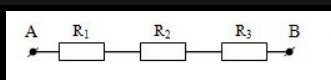 A R₁ R₂ R₃ B